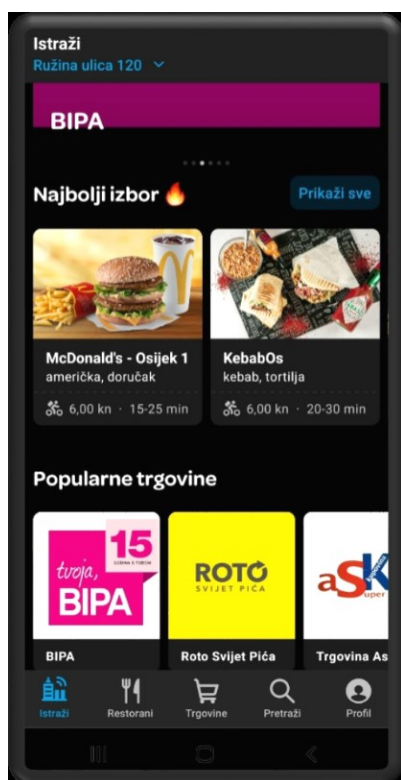 Istraži
Ružina ulica 120
BIPA
Najbolji izbor 🔥
Prikaži sve
McDonald's - Osijek 1
američka, doručak
6,00 kn · 15-25 min
KebabOs
kebab, tortilja
6,00 kn · 20-30 min
Popularne trgovine
tvoja,
BIPA
15
ROTO
SVIJET PIĆA
aSK
Super
BIPA
Roto Svijet Pića
Trgovina As
Istraži
Restorani
Trgovine
Pretraži
Profil